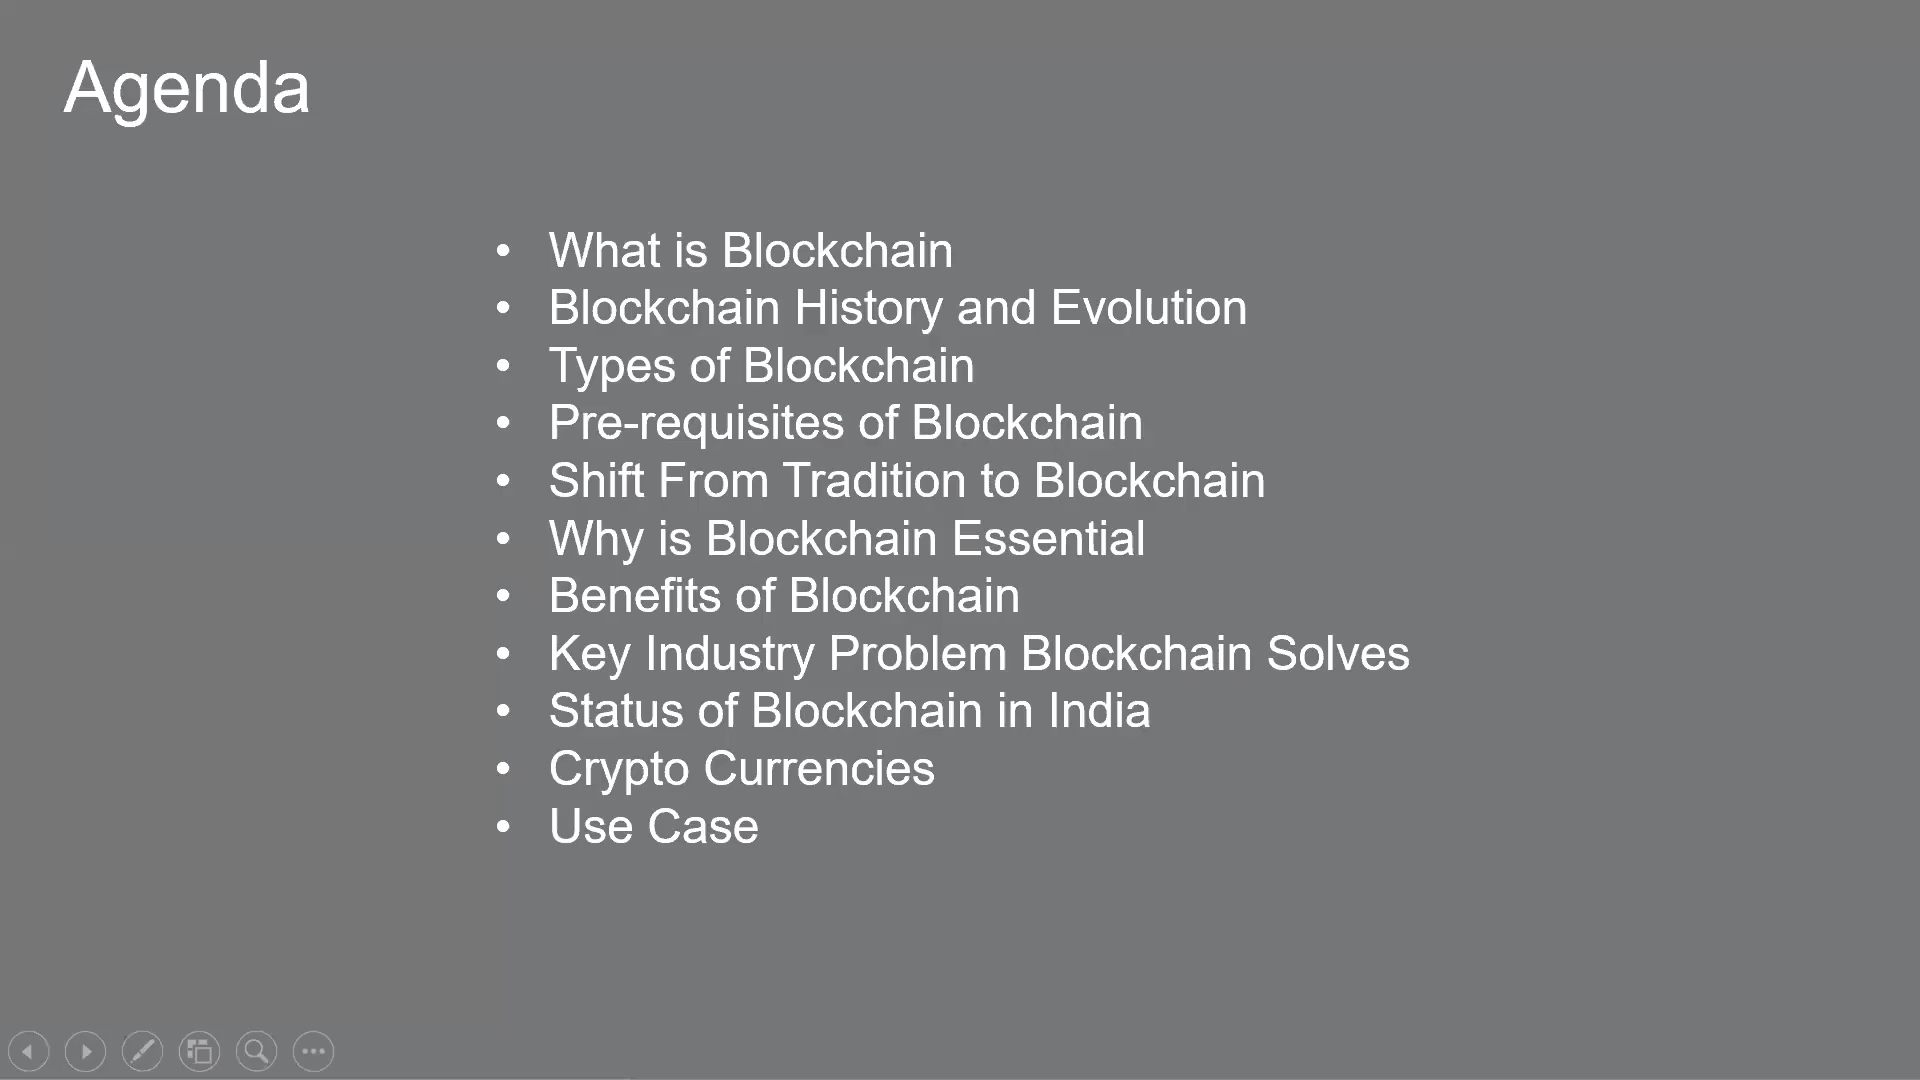 Agenda
• What is Blockchain
• Blockchain History and Evolution
• Types of Blockchain
• Pre-requisites of Blockchain
• Shift From Tradition to Blockchain
• Why is Blockchain Essential
• Benefits of Blockchain
• Key Industry Problem Blockchain Solves
• Status of Blockchain in India
• Crypto Currencies
• Use Case